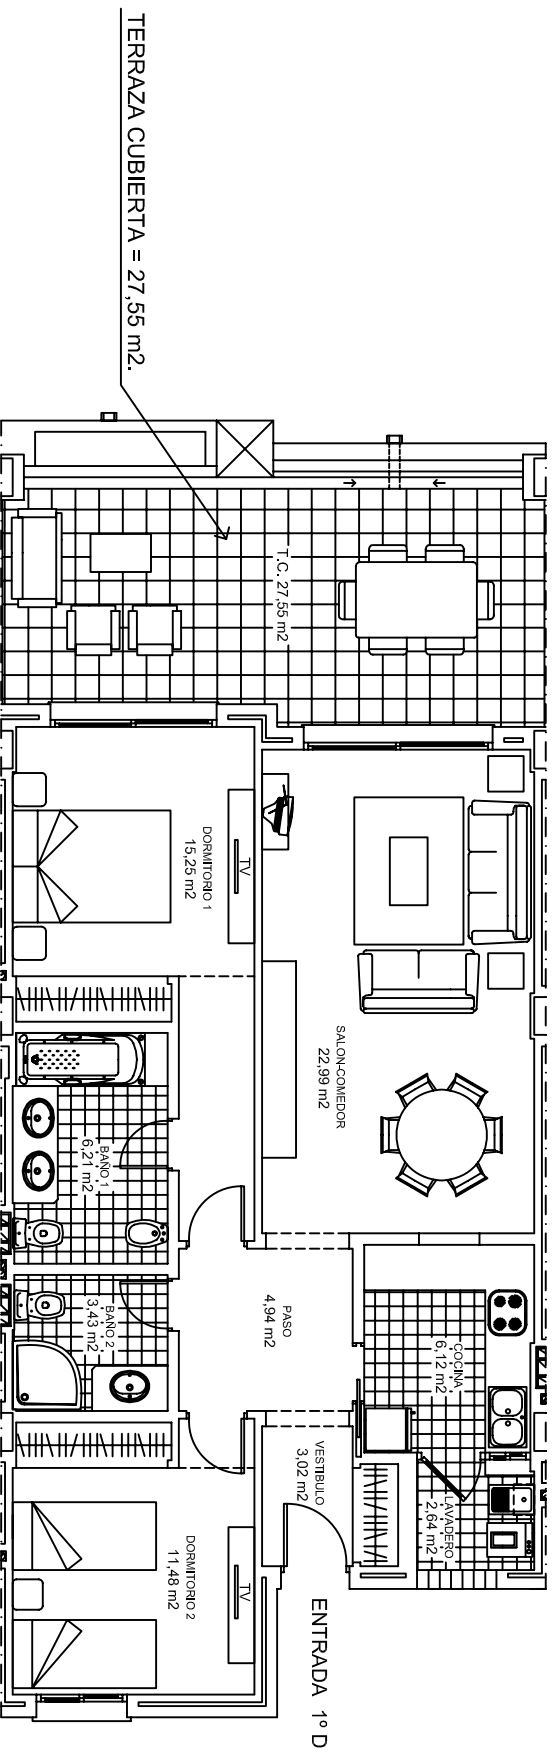 TERRAZA CUBIERTA = 27,55 m2.
T.C. 27,55 m2
DORMITORIO 1
15,25 m2
TV
SALON-COMEDOR
22,99 m2
BAÑO 1
6,21 m2
BAÑO 2
3,43 m2
PASO
4,94 m2
COCINA
6,12 m2
VESTIBULO
3,02 m2
LAVADERO
2,64 m2
DORMITORIO 2
11,48 m2
TV
ENTRADA 1º D